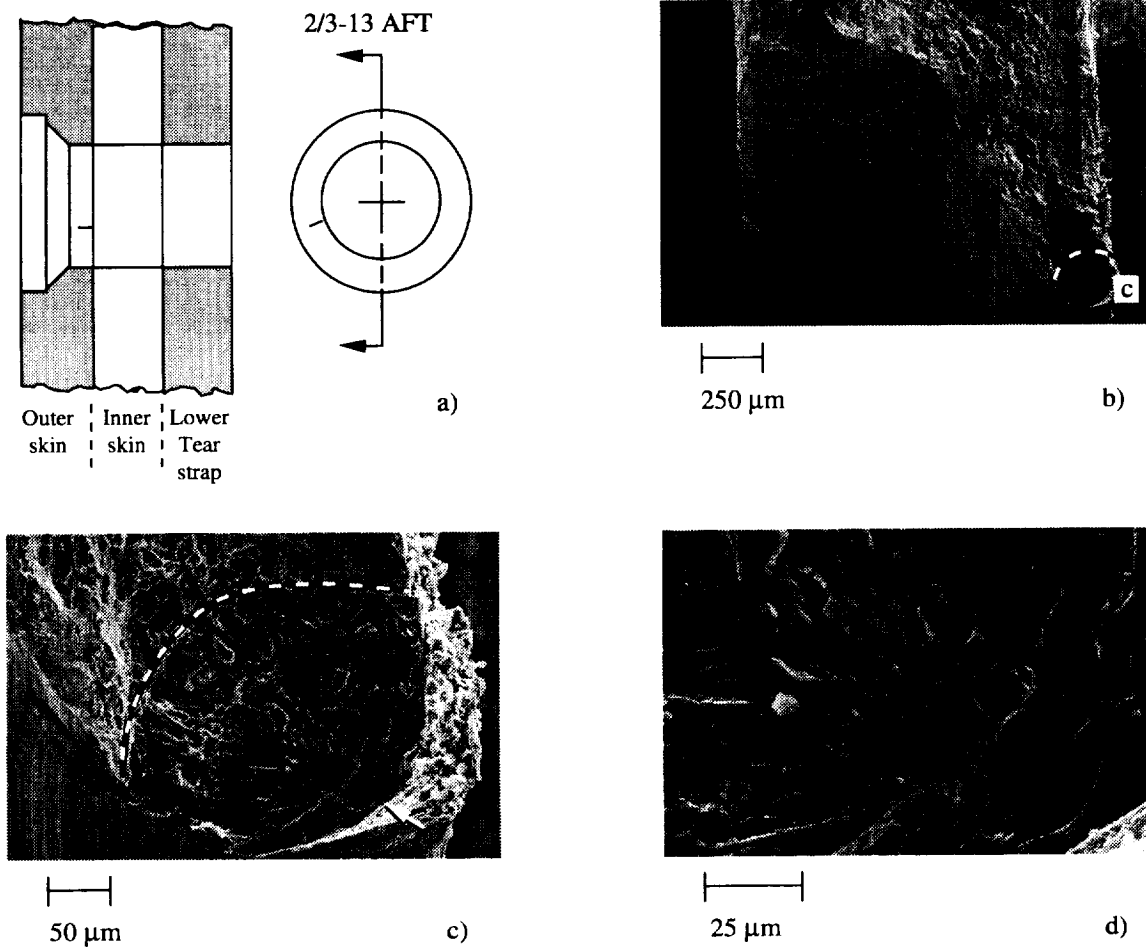 2/3-13 AFT
Outer skin
Inner skin
Lower Tear strap
a)
c
250 μm
b)
50 μm
c)
25 μm
d)